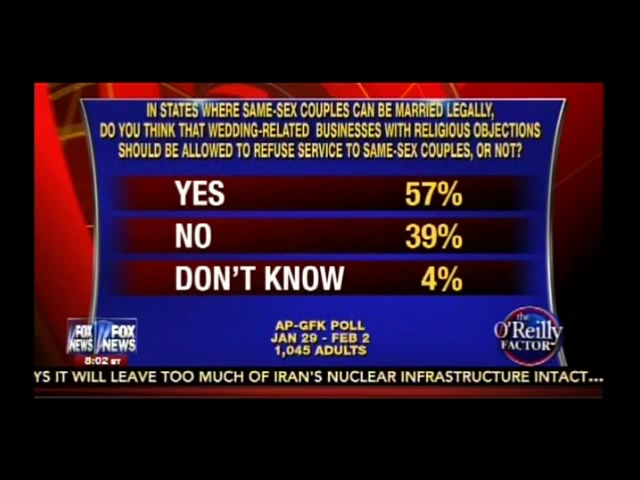 IN STATES WHERE SAME-SEX COUPLES CAN BE MARRIED LEGALLY,
DO YOU THINK THAT WEDDING-RELATED BUSINESSES WITH RELIGIOUS OBJECTIONS
SHOULD BE ALLOWED TO REFUSE SERVICE TO SAME-SEX COUPLES, OR NOT?
YES 57%
NO 39%
DON'T KNOW 4%
AP-GFK POLL
JAN 29 - FEB 2
1,045 ADULTS
FOX NEWS
FOX NEWS
8:02 ET
the
O'Reilly
FACTOR
YS IT WILL LEAVE TOO MUCH OF IRAN'S NUCLEAR INFRASTRUCTURE INTACT...